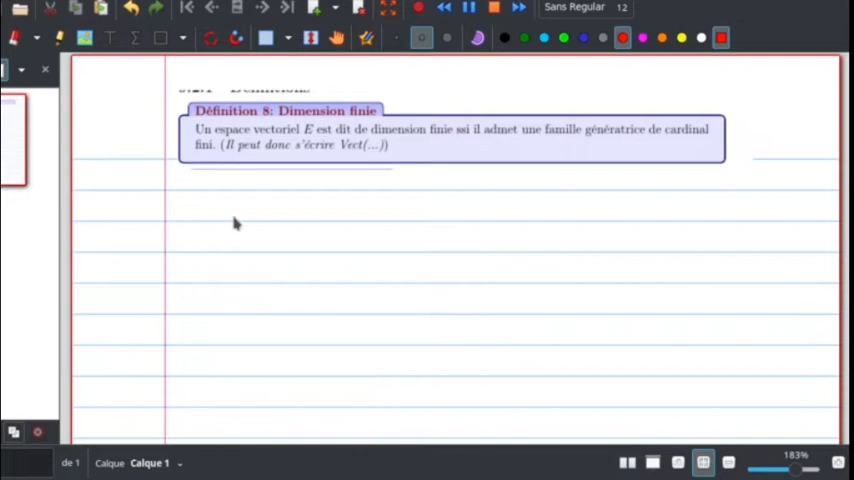 Sans Regular 12
Définition 8: Dimension finie
Un espace vectoriel E est dit de dimension finie ssi il admet une famille génératrice de cardinal
fini. (Il peut donc s'écrire Vect(...))
de 1 Calque Calque 1
183%